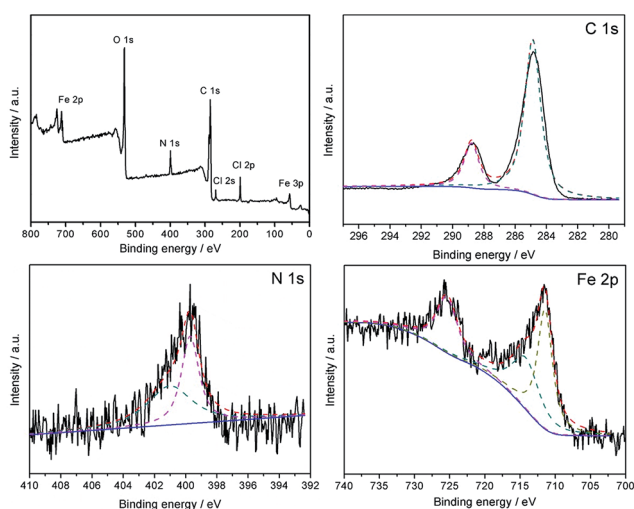 O 1s
C 1s
Fe 2p
N 1s
Cl 2p
Cl 2s
Fe 3p
Intensity / a.u.
800 700 600 500 400 300 200 100 0
Binding energy / eV
C 1s
Intensity / a.u.
296 294 292 290 288 286 284 282 280
Binding energy / eV
N 1s
Intensity / a.u.
410 408 406 404 402 400 398 396 394 392
Binding energy / eV
Fe 2p
Intensity / a.u.
740 735 730 725 720 715 710 705 700
Binding energy / eV